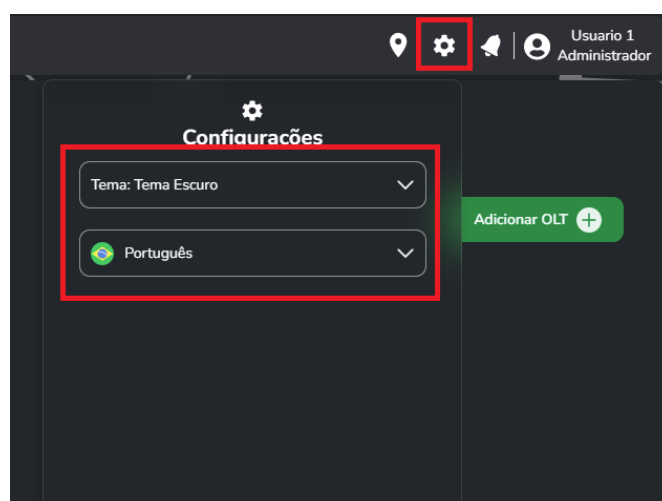 Usuario 1
Administrador
Configurações
Tema: Tema Escuro
Adicionar OLT
Português